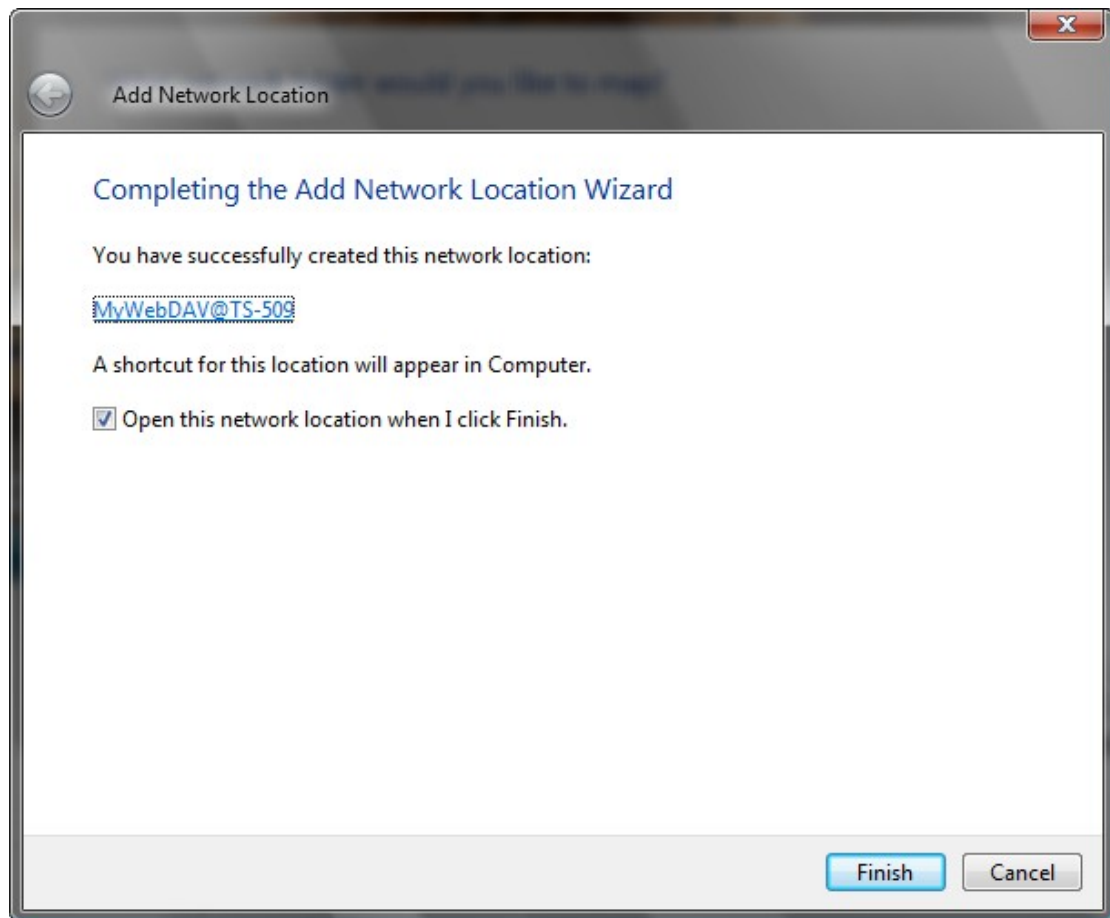 Add Network Location
Completing the Add Network Location Wizard
You have successfully created this network location:
MyWebDAV@TS-509
A shortcut for this location will appear in Computer.
Open this network location when I click Finish.
Finish
Cancel